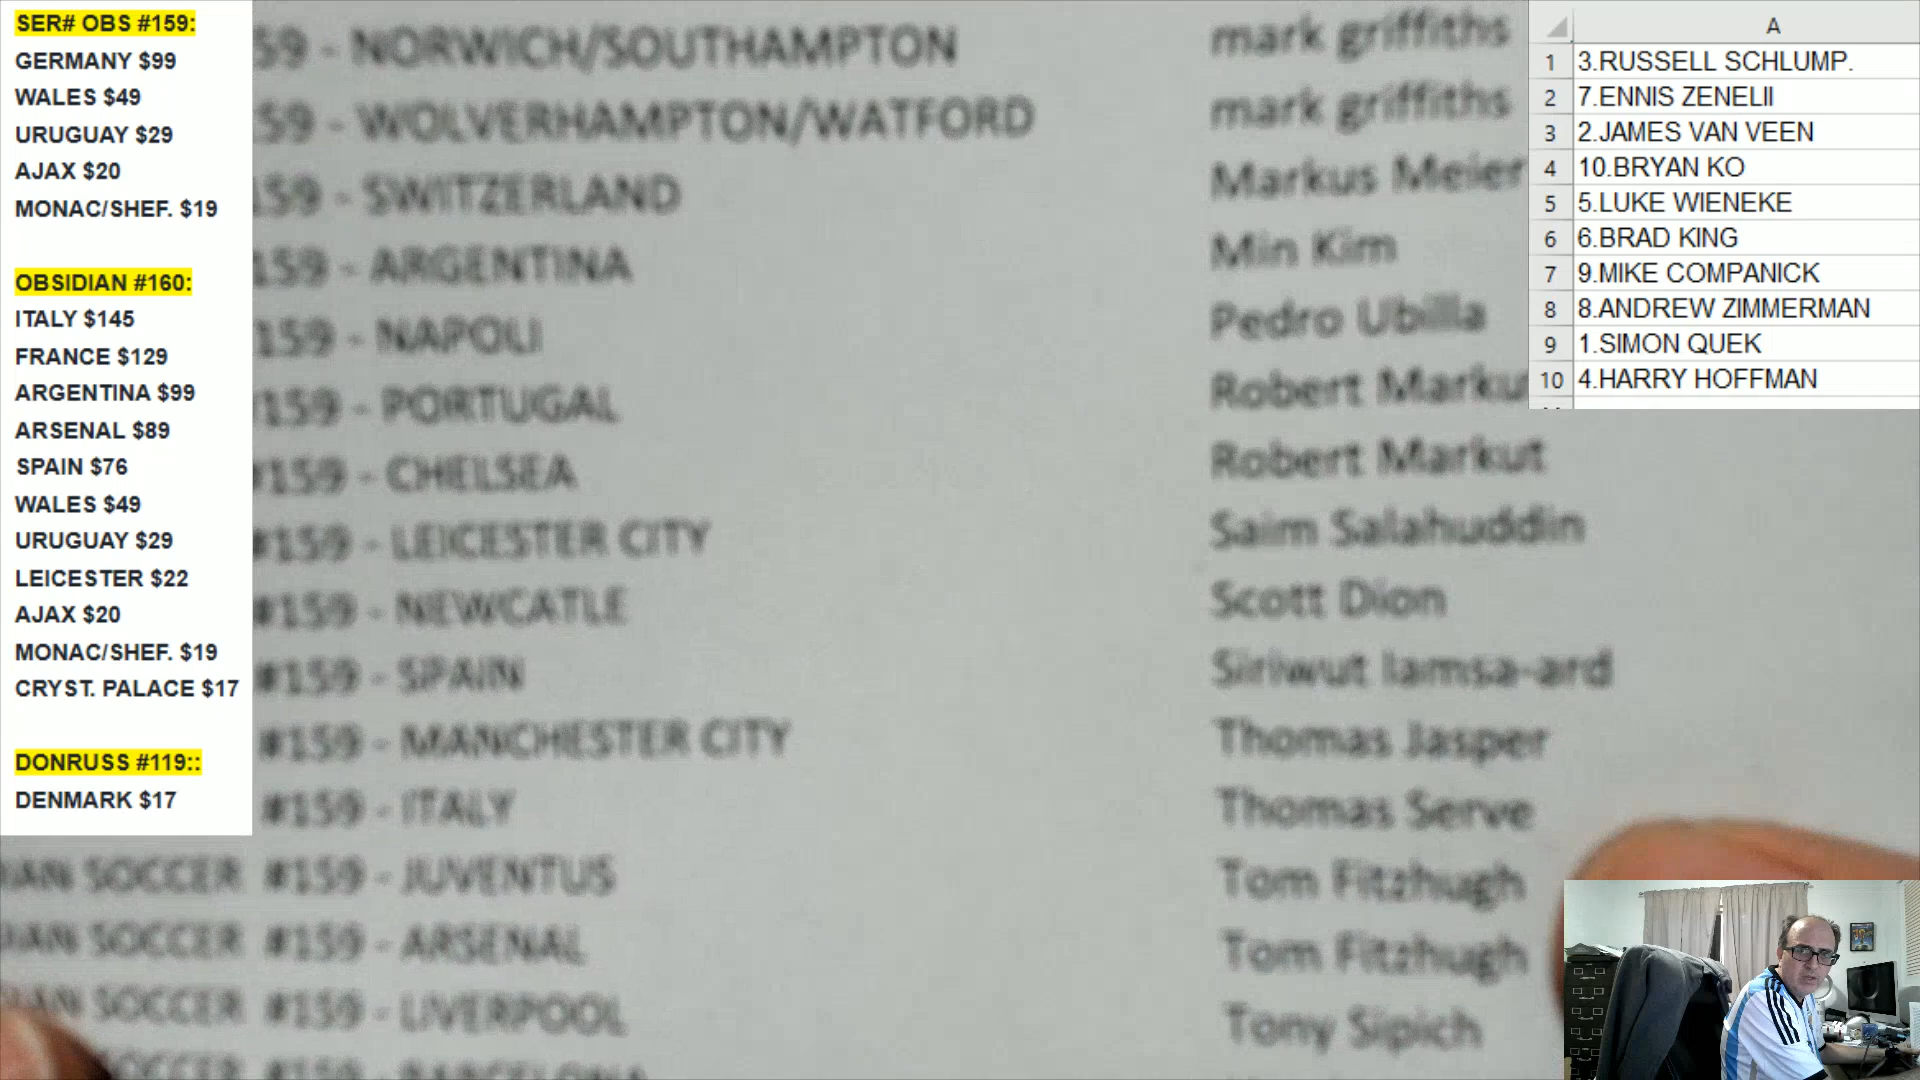 SER# OBS #159:
GERMANY $99
WALES $49
URUGUAY $29
AJAX $20
MONAC/SHEF. $19
OBSIDIAN #160:
ITALY $145
FRANCE $129
ARGENTINA $99
ARSENAL $89
SPAIN $76
WALES $49
URUGUAY $29
LEICESTER $22
AJAX $20
MONAC/SHEF. $19
CRYST. PALACE $17
DONRUSS #119::
DENMARK $17
59 - NORWICH/SOUTHAMPTON mark griffiths
59 - WOLVERHAMPTON/WATFORD mark griffiths
159 - SWITZERLAND Markus Meier
159 - ARGENTINA Min Kim
159 - NAPOLI Pedro Ubilla
159 - PORTUGAL Robert Markut
#159 - CHELSEA Robert Markut
#159 - LEICESTER CITY Saim Salahuddin
#159 - NEWCATLE Scott Dion
#159 - SPAIN Siriwut Iamsa-ard
#159 - MANCHESTER CITY Thomas Jasper
#159 - ITALY Thomas Serve
IAN SOCCER #159 - JUVENTUS Tom Fitzhugh
IAN SOCCER #159 - ARSENAL Tom Fitzhugh
IAN SOCCER #159 - LIVERPOOL Tony Sipich
SOCCER #159 - BARCELONA
A
1 3.RUSSELL SCHLUMP.
2 7.ENNIS ZENELII
3 2.JAMES VAN VEEN
4 10.BRYAN KO
5 5.LUKE WIENEKE
6 6.BRAD KING
7 9.MIKE COMPANICK
8 8.ANDREW ZIMMERMAN
9 1.SIMON QUEK
10 4.HARRY HOFFMAN